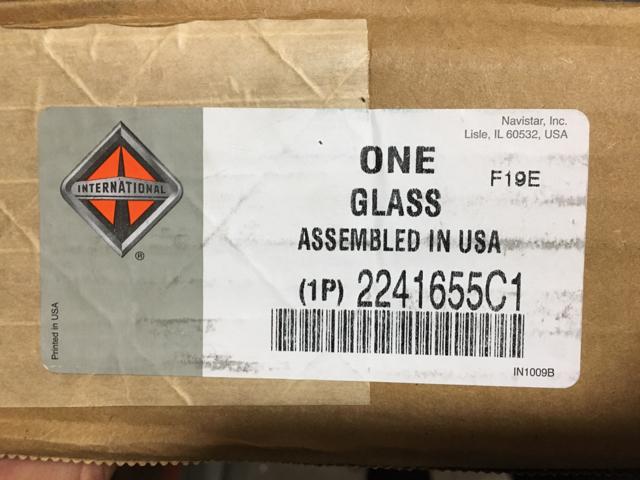 Navistar, Inc.
Lisle, IL 60532, USA
INTERNATIONAL
®
ONE
F19E
GLASS
ASSEMBLED IN USA
(1P) 2241655C1
Printed in USA
IN1009B